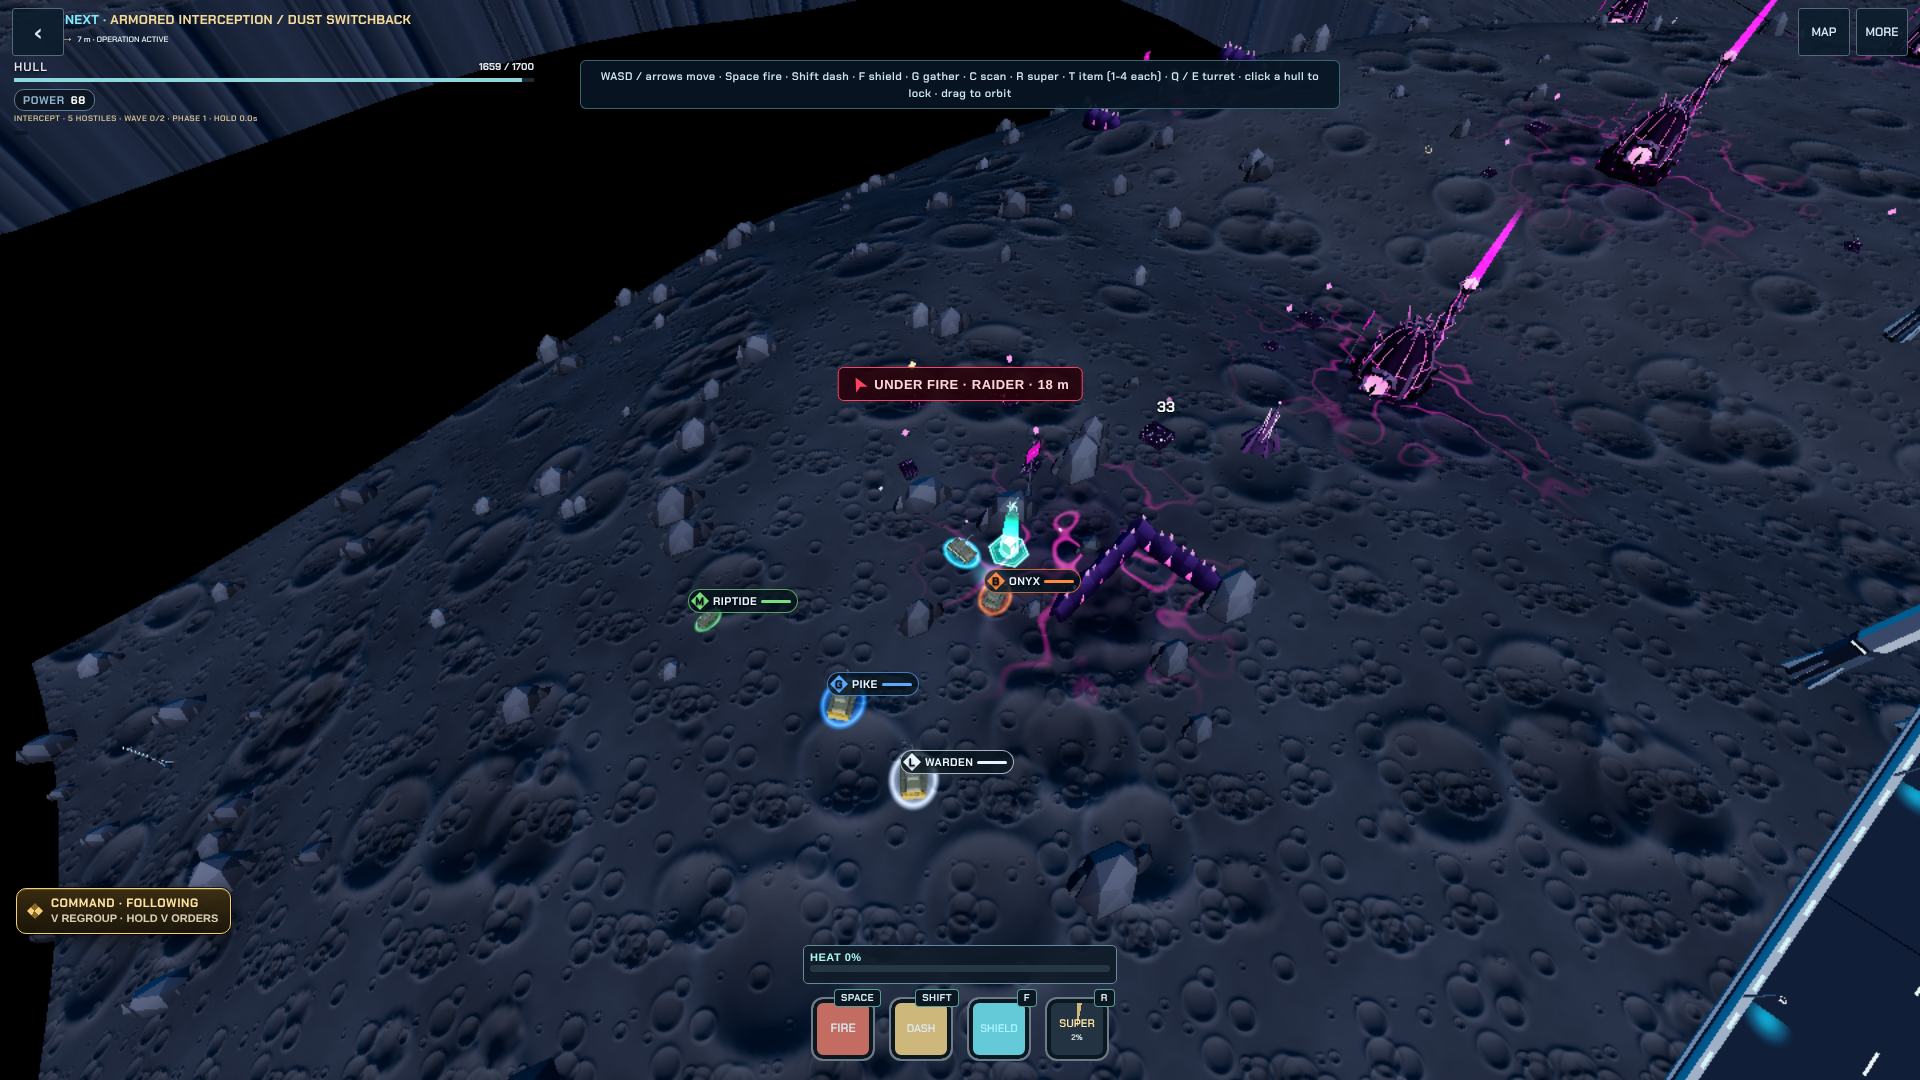 NEXT · ARMORED INTERCEPTION / DUST SWITCHBACK
→ 7 m · OPERATION ACTIVE
HULL 1659 / 1700
POWER 68
INTERCEPT · 5 HOSTILES · WAVE 0/2 · PHASE 1 · HOLD 0.0s
WASD / arrows move · Space fire · Shift dash · F shield · G gather · C scan · R super · T item (1-4 each) · Q / E turret · click a hull to
lock · drag to orbit
MAP MORE
UNDER FIRE · RAIDER · 18 m
33
B ONYX
M RIPTIDE
G PIKE
L WARDEN
COMMAND · FOLLOWING
V REGROUP · HOLD V ORDERS
HEAT 0%
SPACE SHIFT F R
FIRE DASH SHIELD SUPER
2%